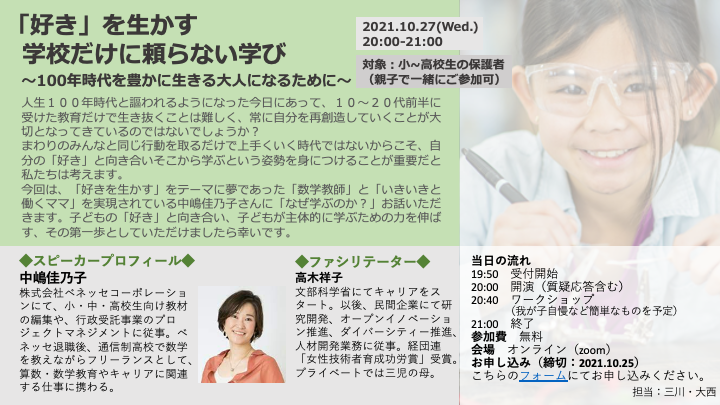 「好き」を生かす
学校だけに頼らない学び
～100年時代を豊かに生きる大人になるために～
2021.10.27(Wed.)
20:00-21:00
対象：小~高校生の保護者
（親子で一緒にご参加可）
人生１００年時代と謳われるようになった今日にあって、１０～２０代前半に
受けた教育だけで生き抜くことは難しく、常に自分を再創造していくことが大
切となってきているのではないでしょうか？
まわりのみんなと同じ行動を取るだけで上手くいく時代ではないからこそ、自
分の「好き」と向き合いそこから学ぶという姿勢を身につけることが重要だと
私たちは考えます。
今回は、「好きを生かす」をテーマに夢であった「数学教師」と「いきいきと
働くママ」を実現されている中嶋佳乃子さんに「なぜ学ぶのか？」お話いただ
きます。子どもの「好き」と向き合い、子どもが主体的に学ぶための力を伸ば
す、その第一歩としていただけましたら幸いです。
◆スピーカープロフィール◆
中嶋佳乃子
株式会社ベネッセコーポレーショ
ンにて、小・中・高校生向け教材
の編集や、行政受託事業のプロ
ジェクトマネジメントに従事。ベ
ネッセ退職後、通信制高校で数学
を教えながらフリーランスとして、
算数・数学教育やキャリアに関連
する仕事に携わる。
◆ファシリテーター◆
高木祥子
文部科学省にてキャリアをス
タート。以後、民間企業にて研
究開発、オープンイノベーショ
ン推進、ダイバーシティー推進、
人材開発業務に従事。経団連
「女性技術者育成功労賞」受賞。
プライベートでは三児の母。
当日の流れ
19:50 受付開始
20:00 開演（質疑応答含む）
20:40 ワークショップ
（我が子自慢など簡単なものを予定）
21:00 終了
参加費 無料
会場 オンライン（zoom）
お申し込み（締切：2021.10.25）
こちらのフォームにてお申し込みください。
担当：三川・大西